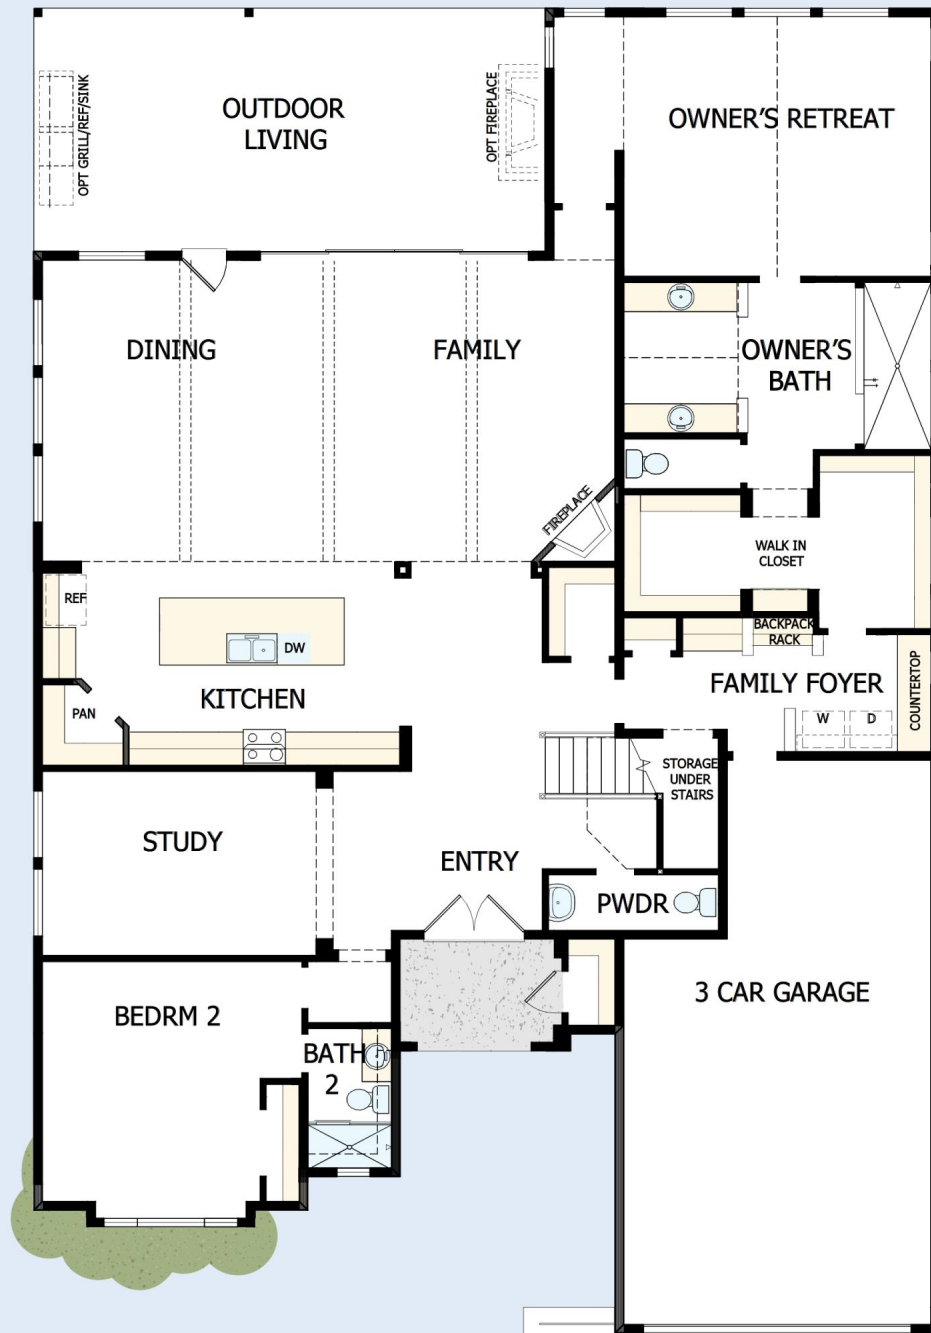 OUTDOOR
LIVING
OPT GRILL/REF/SINK
OPT FIREPLACE
OWNER'S RETREAT
DINING
FAMILY
OWNER'S
BATH
FIREPLACE
WALK IN
CLOSET
REF
DW
BACKPACK
RACK
KITCHEN
PAN
FAMILY FOYER
COUNTERTOP
W
D
STORAGE
UNDER
STAIRS
STUDY
ENTRY
PWDR
BEDRM 2
3 CAR GARAGE
BATH
2